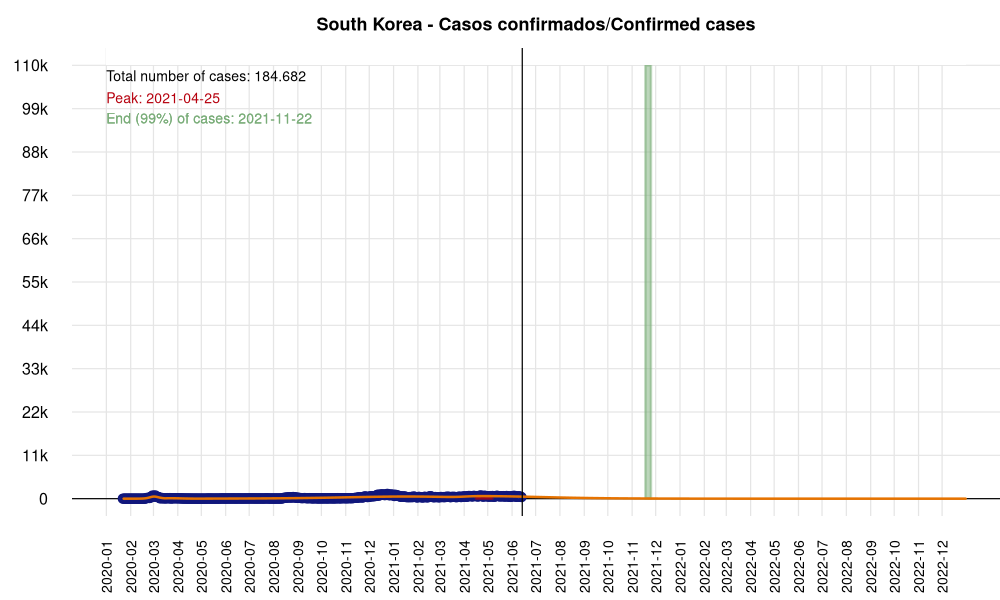 South Korea - Casos confirmados/Confirmed cases
Total number of cases: 184.682
Peak: 2021-04-25
End (99%) of cases: 2021-11-22
110k
99k
88k
77k
66k
55k
44k
33k
22k
11k
0
2020-01
2020-02
2020-03
2020-04
2020-05
2020-06
2020-07
2020-08
2020-09
2020-10
2020-11
2020-12
2021-01
2021-02
2021-03
2021-04
2021-05
2021-06
2021-07
2021-08
2021-10
2021-11
2021-12
2022-01
2022-02
2022-03
2022-04
2022-05
2022-06
2022-07
2022-08
2022-09
2022-11
2022-12